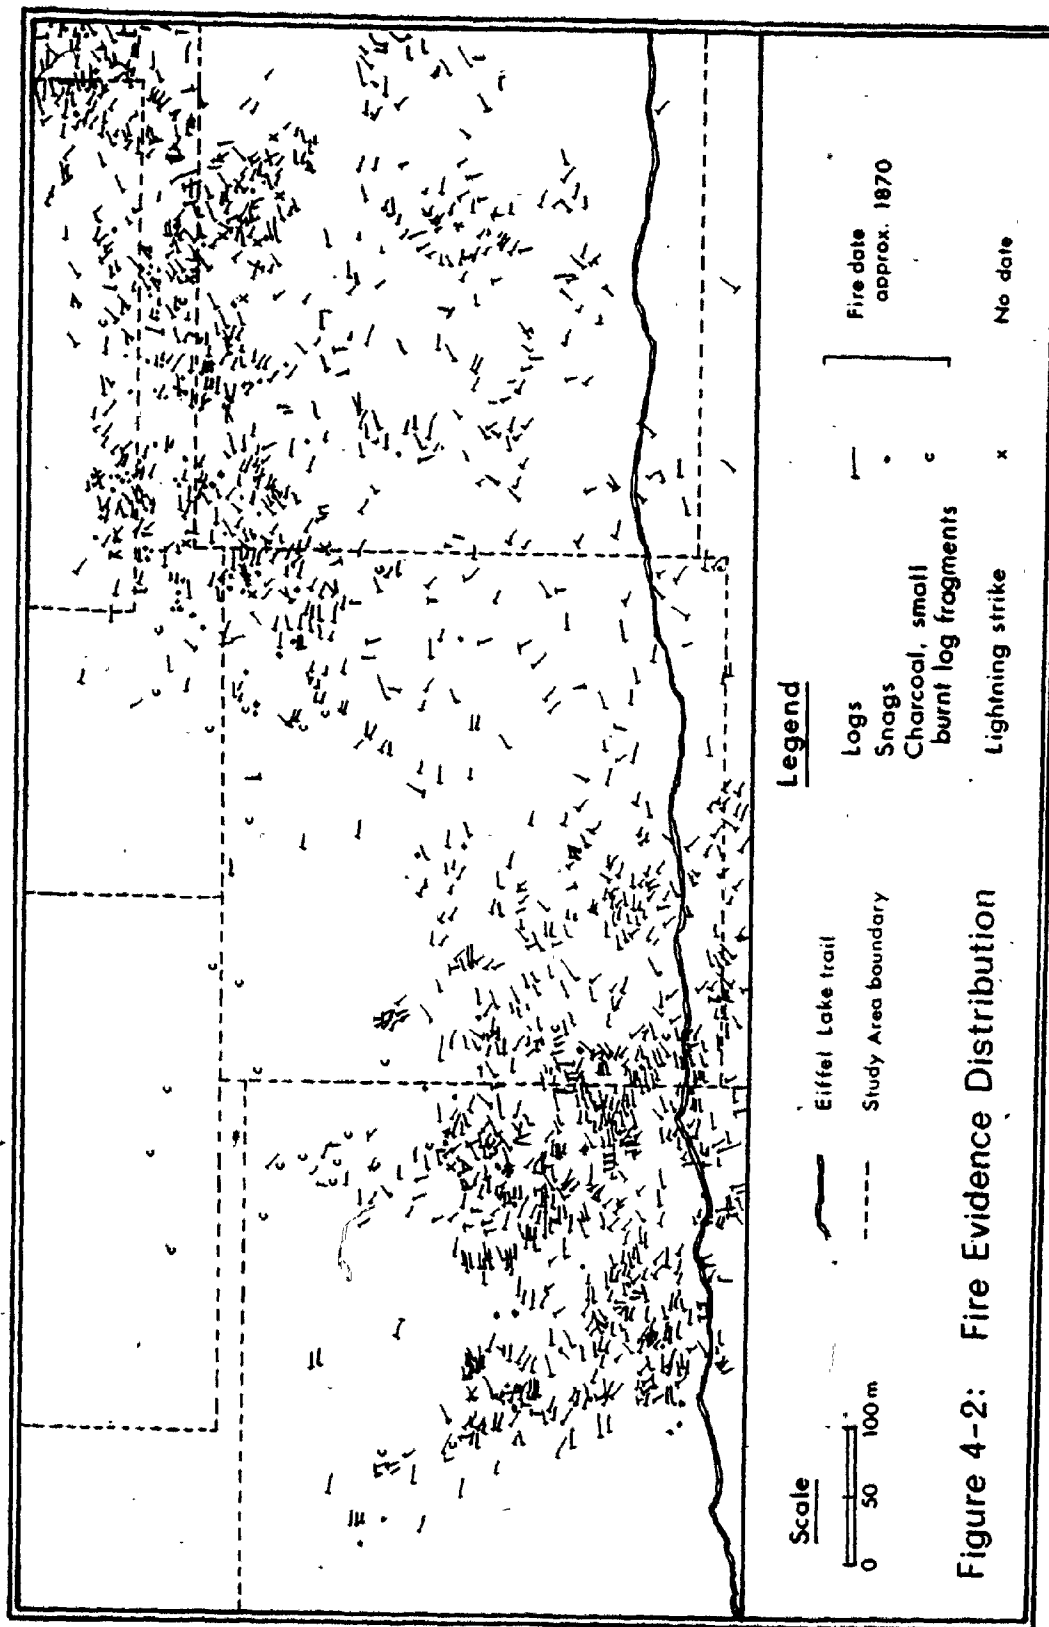 Legend
Eiffel Lake trail
Study Area boundary
Logs
Snags
Charcoal, small
burnt log fragments
c
Fire date
approx. 1870
Lightning strike
x
No date
Scale
0 50 100 m
Figure 4-2: Fire Evidence Distribution